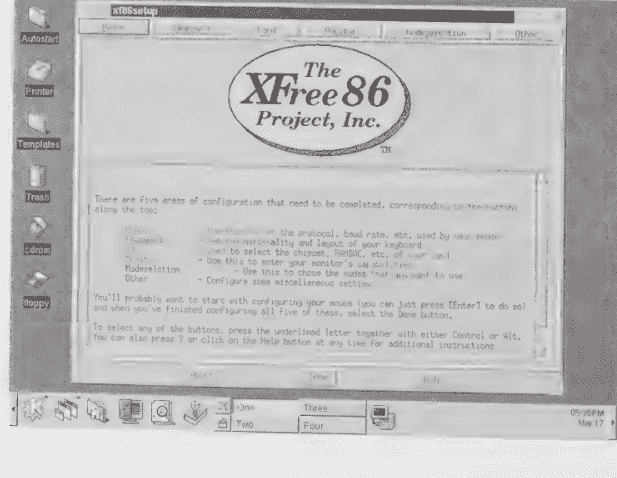 xf86setup
Autostart
Mouse
Other
The
XFree86
Project, Inc.
TM
Printer
Templates
Trash
cdrom
floppy
There are five areas of configuration that need to be completed, corresponding to the buttons
along the top:
the protocol, baud rate, etc. used by your mouse
Keyboard - nationality and layout of your keyboard
to select the chipset, RAMDAC, etc. of your card
- Use this to enter your monitor's capabilities
Modeselction - Use this to chose the modes that you want to use
Other - Configure some miscellaneous settings
You'll probably want to start with configuring your mouse (you can just press [Enter] to do so)
and when you've finished configuring all five of these, select the Done button.
To select any of the buttons, press the underlined letter toyather with either Control or Alt.
You can also press ? or click on the Help button at any time for additional instructions
Abort Done Help
One Three
Two Four
05:35PM
May 17